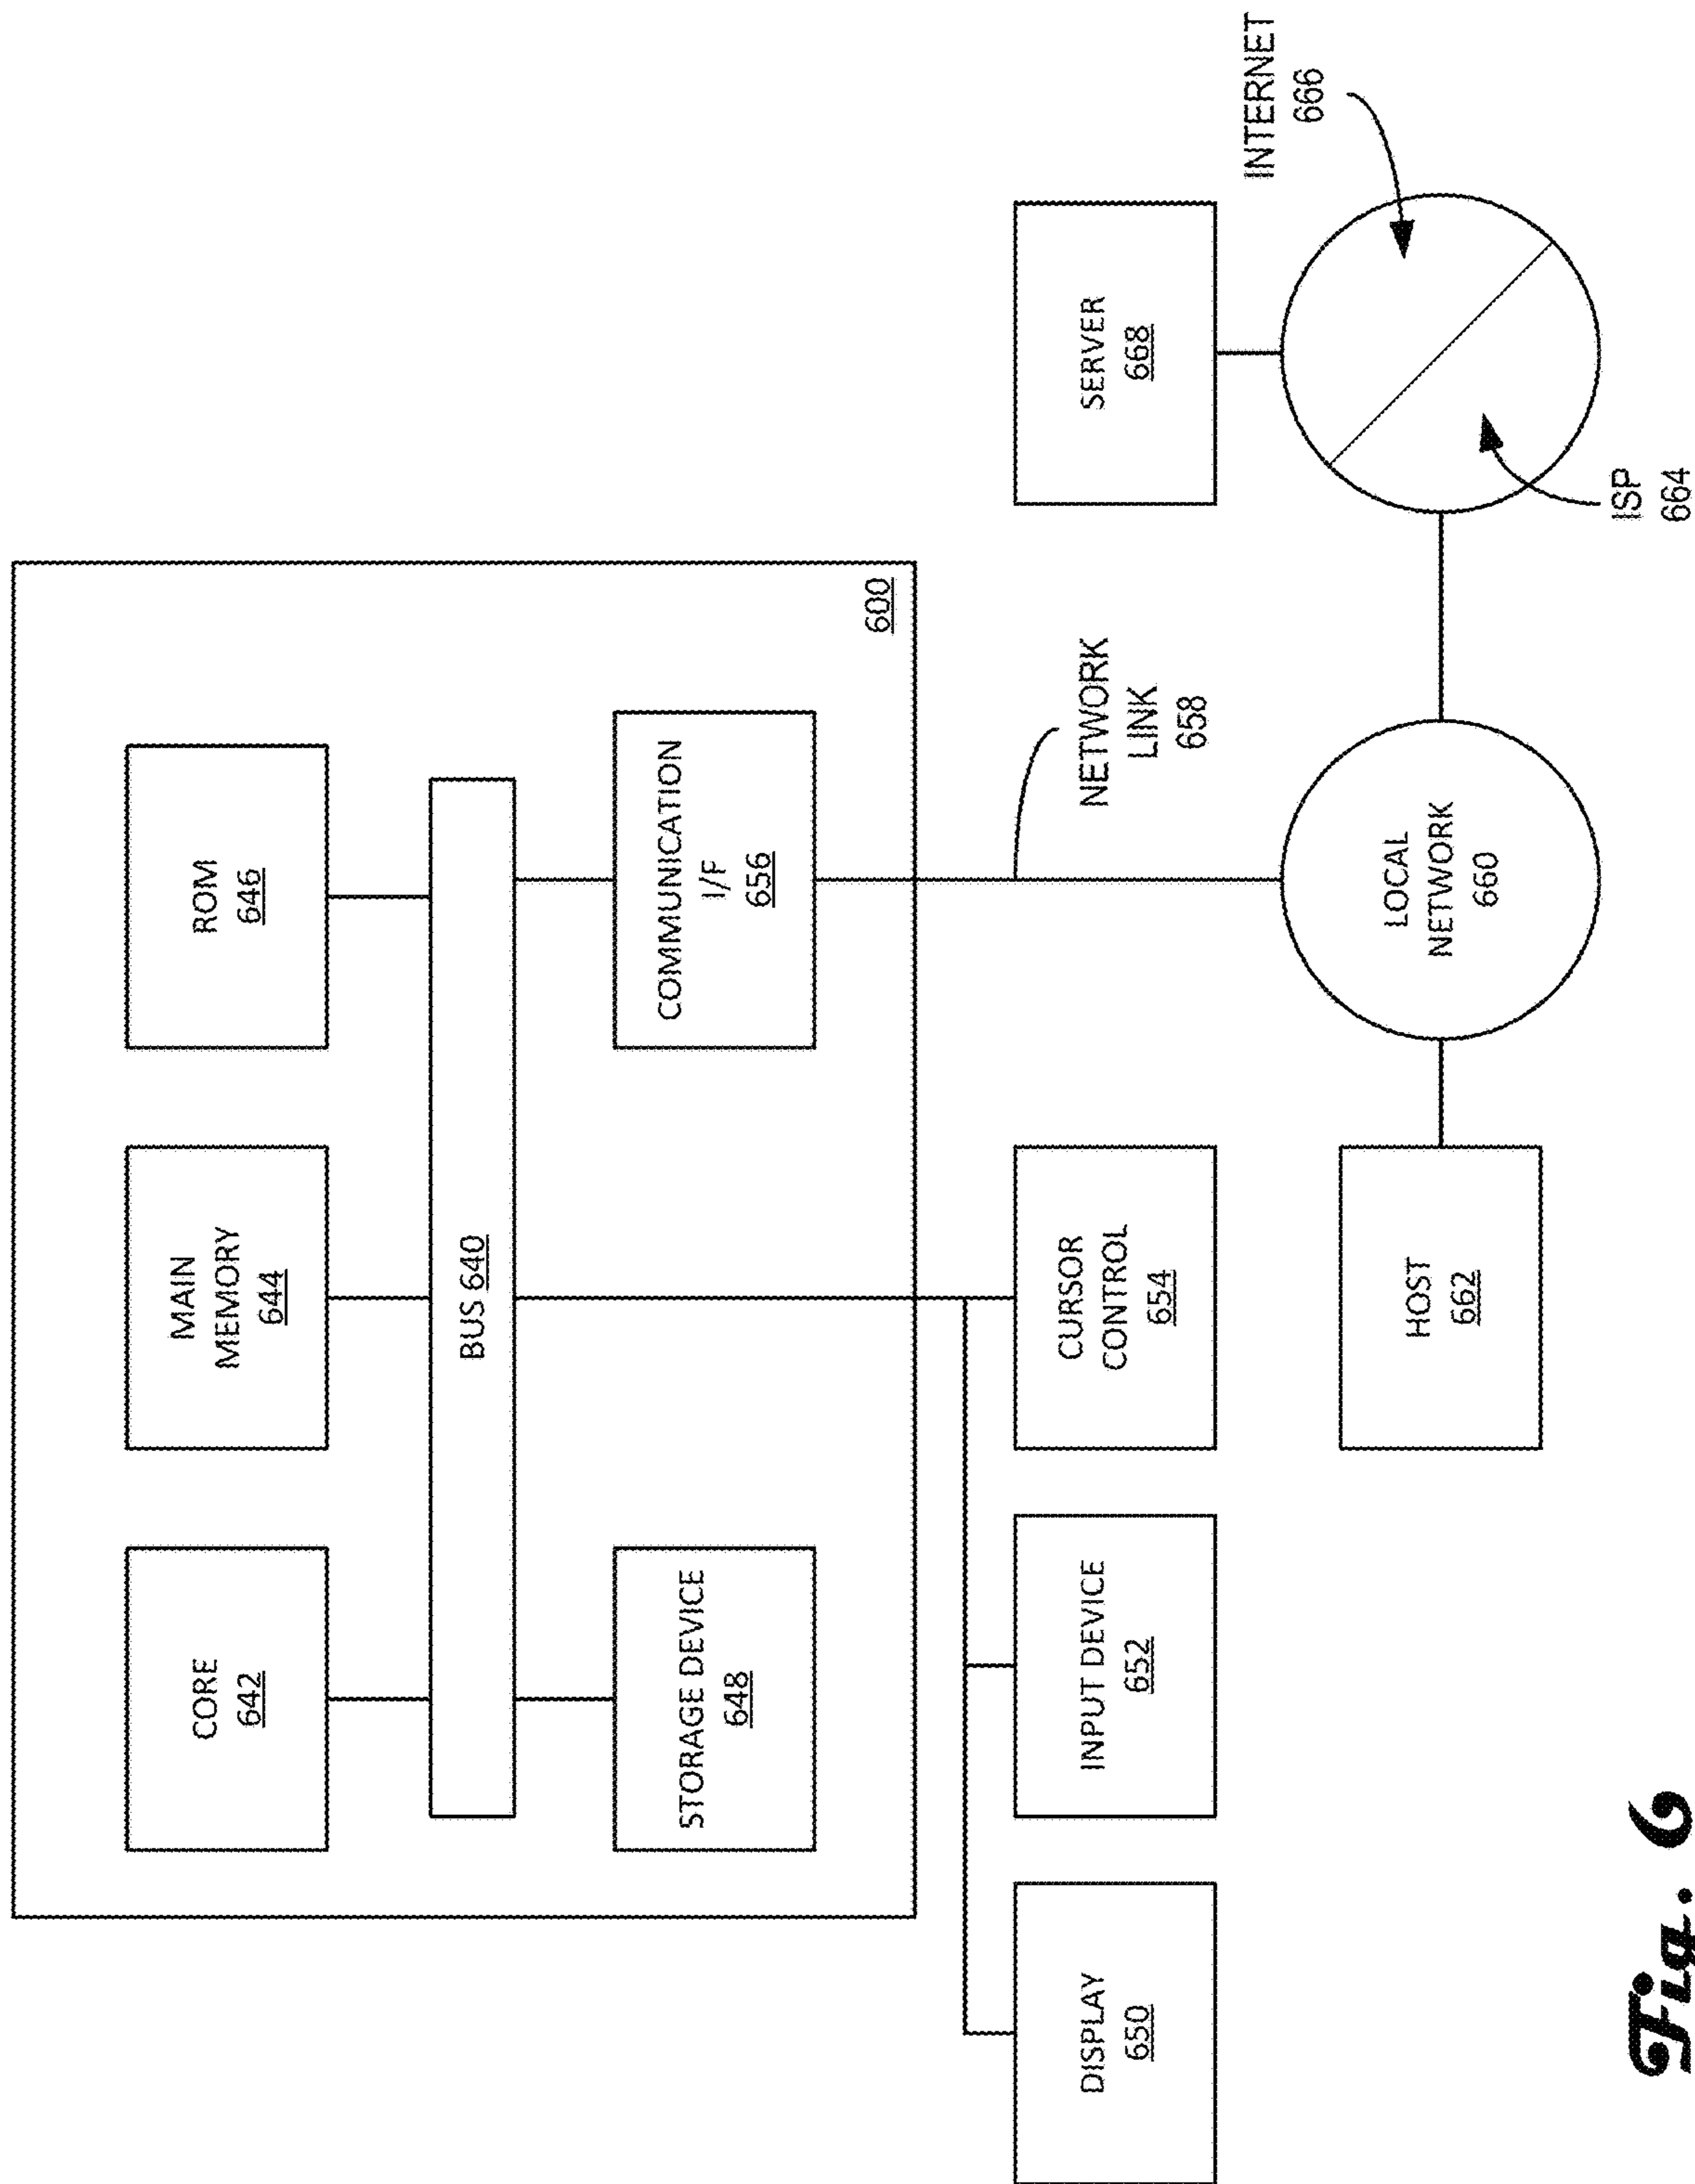 CORE
642
MAIN
MEMORY
644
ROM
646
BUS 640
STORAGE DEVICE
648
COMMUNICATION
I/F
656
600
DISPLAY
650
INPUT DEVICE
652
CURSOR
CONTROL
654
NETWORK
LINK
658
SERVER
668
INTERNET
666
HOST
662
LOCAL
NETWORK
660
ISP
664
Fig. 6